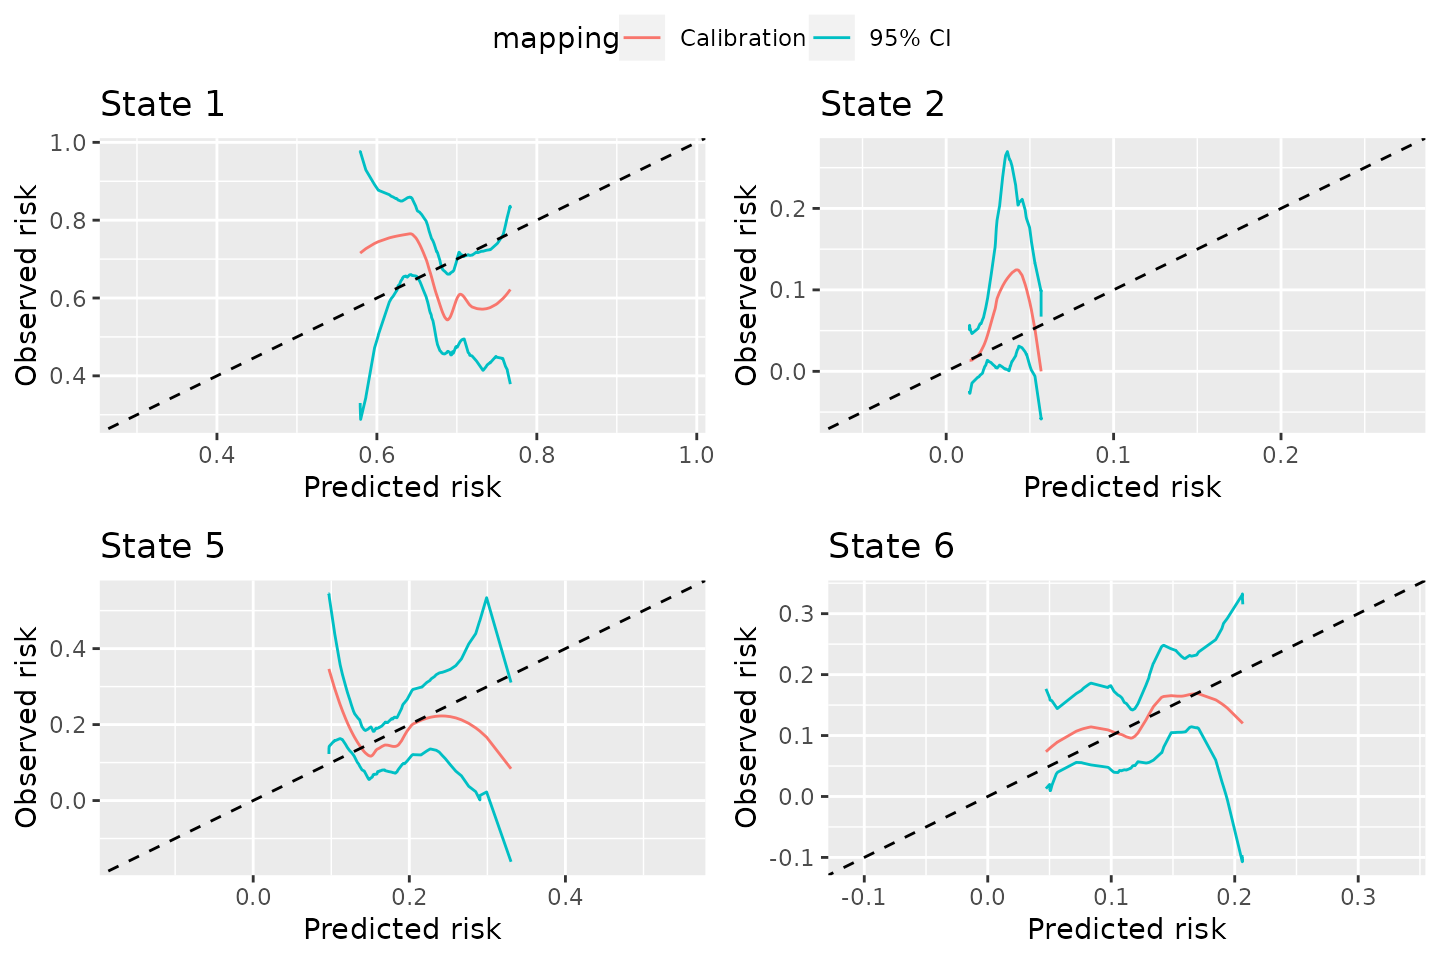 mapping Calibration 95% CI
State 1
Observed risk
1.0
0.8
0.6
0.4
0.4 0.6 0.8 1.0
Predicted risk
State 2
Observed risk
0.2
0.1
0.0
0.0 0.1 0.2
Predicted risk
State 5
Observed risk
0.4
0.2
0.0
0.0 0.2 0.4
Predicted risk
State 6
Observed risk
0.3
0.2
0.1
0.0
-0.1
-0.1 0.0 0.1 0.2 0.3
Predicted risk